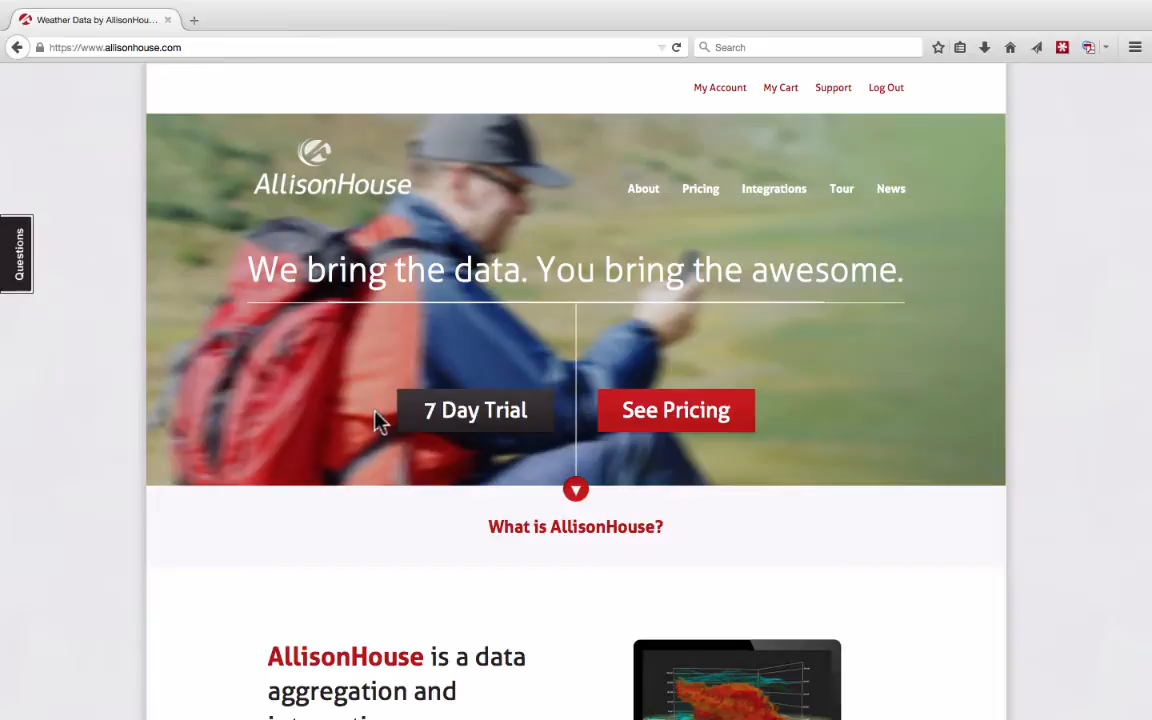 Weather Data by AllisonHou...
https://www.allisonhouse.com
Search
My Account My Cart Support Log Out
AllisonHouse
About Pricing Integrations Tour News
We bring the data. You bring the awesome.
Questions
7 Day Trial See Pricing
What is AllisonHouse?
AllisonHouse is a data
aggregation and